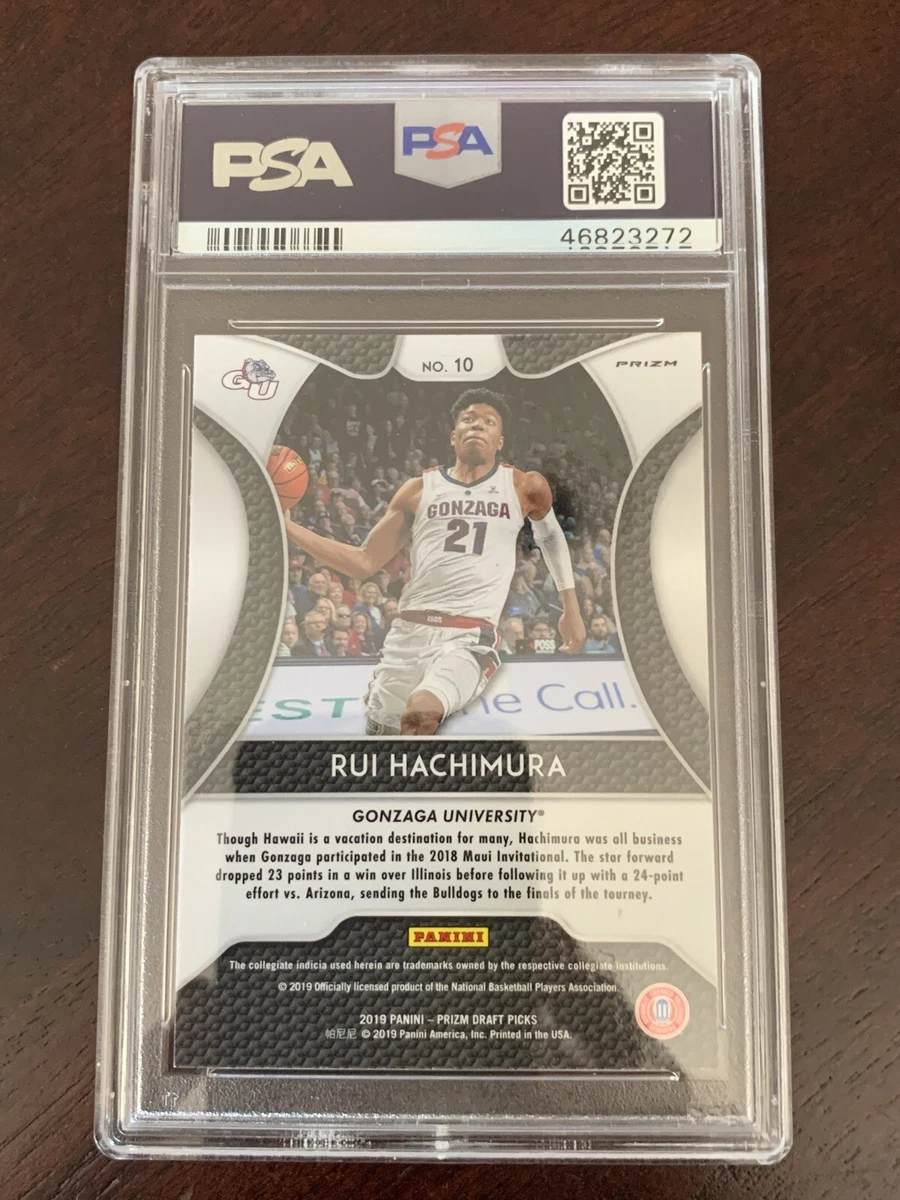 PSA
PSA
46823272
GU
NO. 10
PRIZM
GONZAGA
21
POSS
EST
he Call.
RUI HACHIMURA
GONZAGA UNIVERSITY®
Though Hawaii is a vacation destination for many, Hachimura was all business
when Gonzaga participated in the 2018 Maui Invitational. The star forward
dropped 23 points in a win over Illinois before following it up with a 24-point
effort vs. Arizona, sending the Bulldogs to the finals of the tourney.
PANINI
The collegiate indicia used herein are trademarks owned by the respective collegiate institutions.
© 2019 Officially licensed product of the National Basketball Players Association.
2019 PANINI – PRIZM DRAFT PICKS
帕尼尼 © 2019 Panini America, Inc. Printed in the USA.